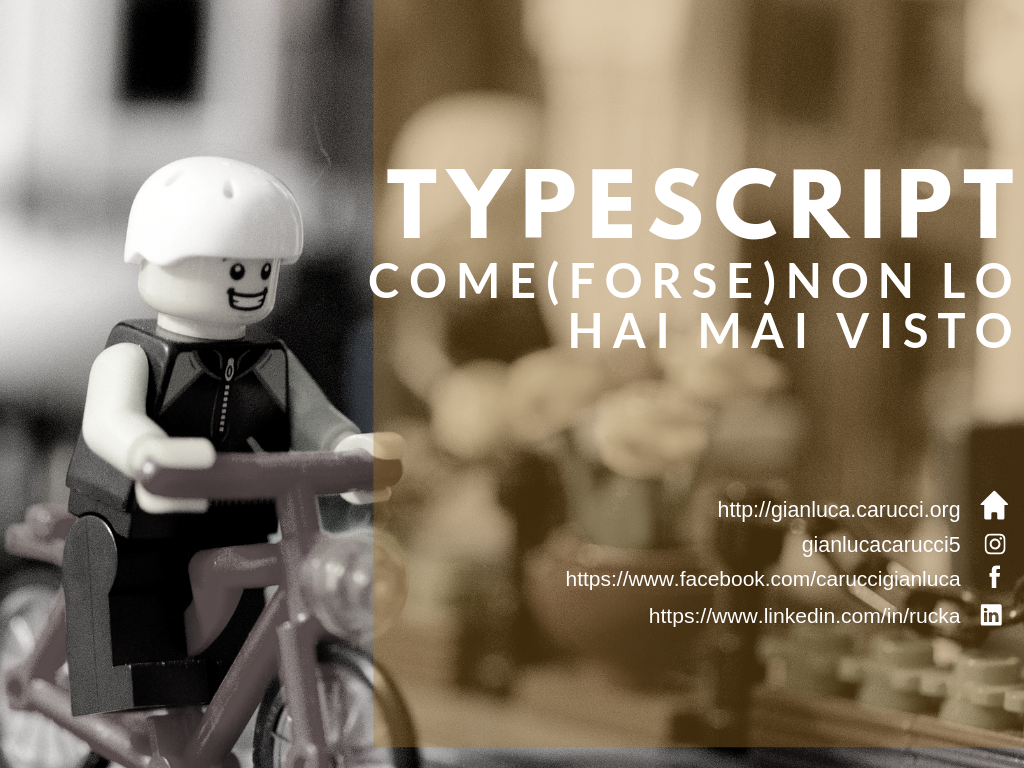 TYPESCRIPT
COME(FORSE)NON LO
HAI MAI VISTO
http://gianluca.carucci.org
gianlucacarucci5
https://www.facebook.com/caruccigianluca
https://www.linkedin.com/in/rucka